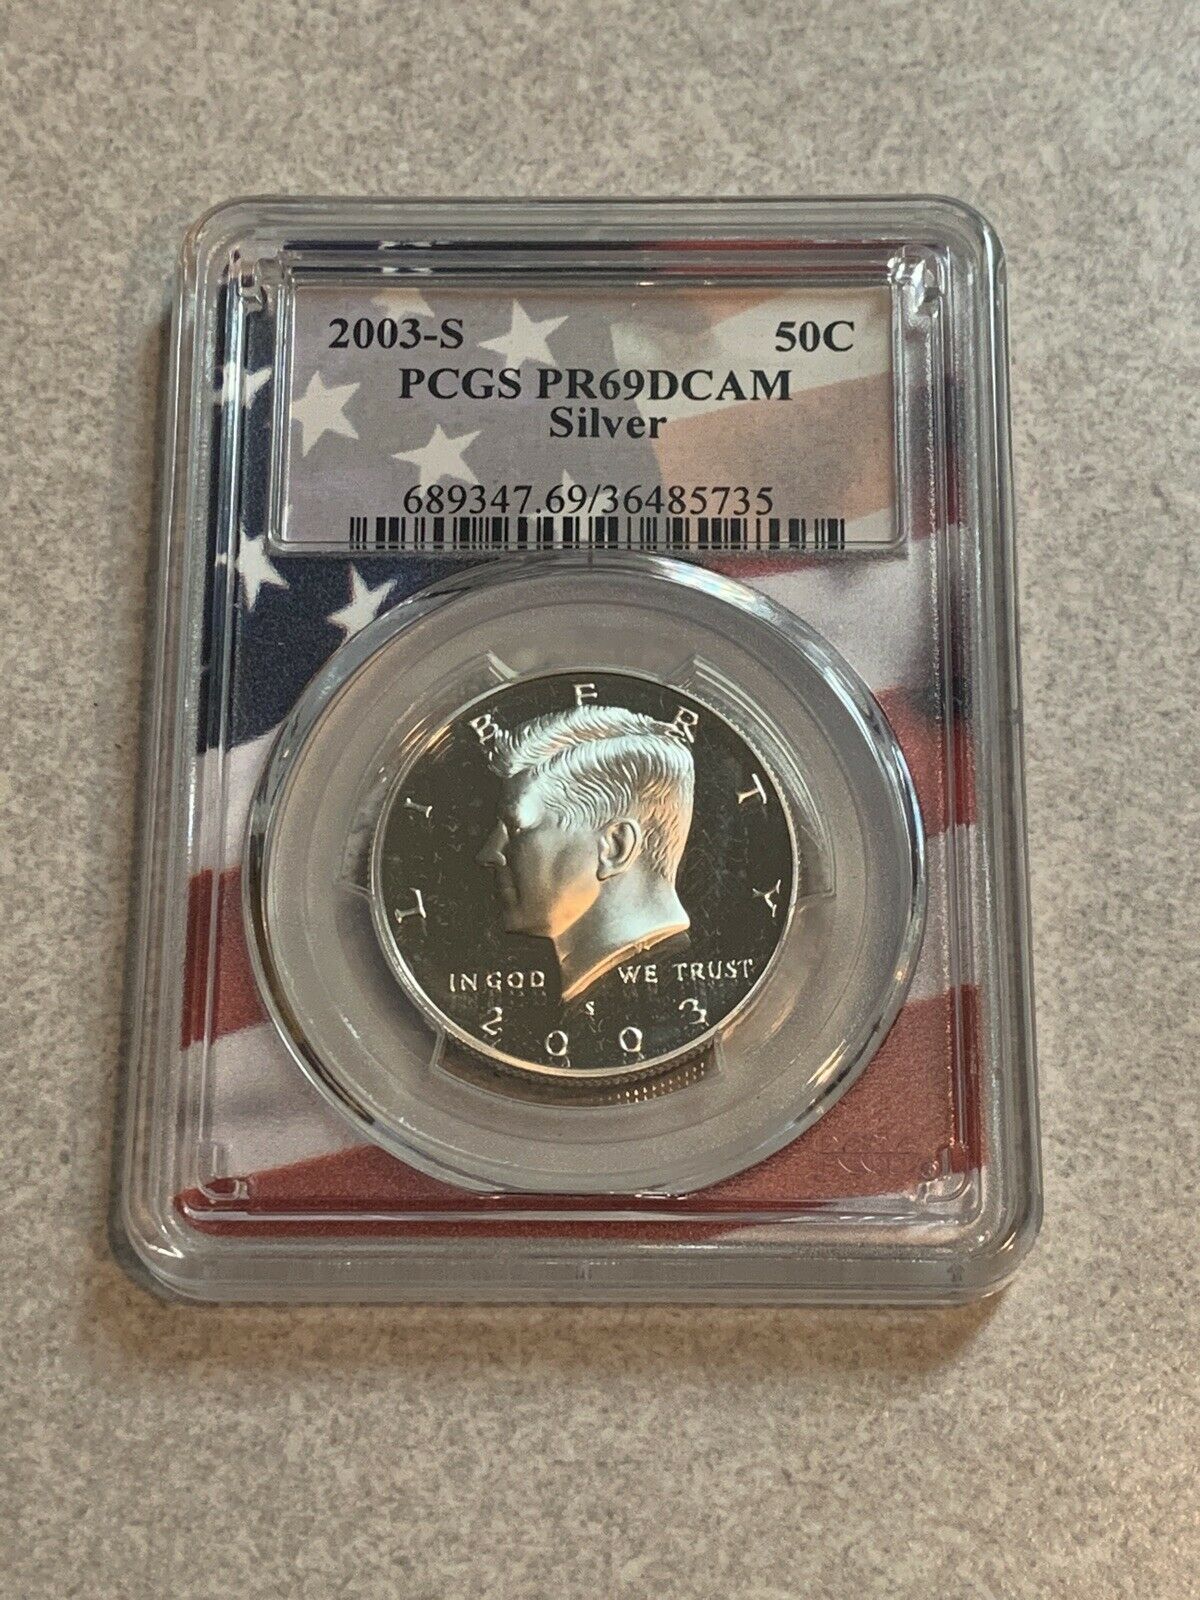 2003-S 50C
PCGS PR69DCAM
Silver
689347.69/36485735
LIBERTY
IN GOD WE TRUST
S
2003